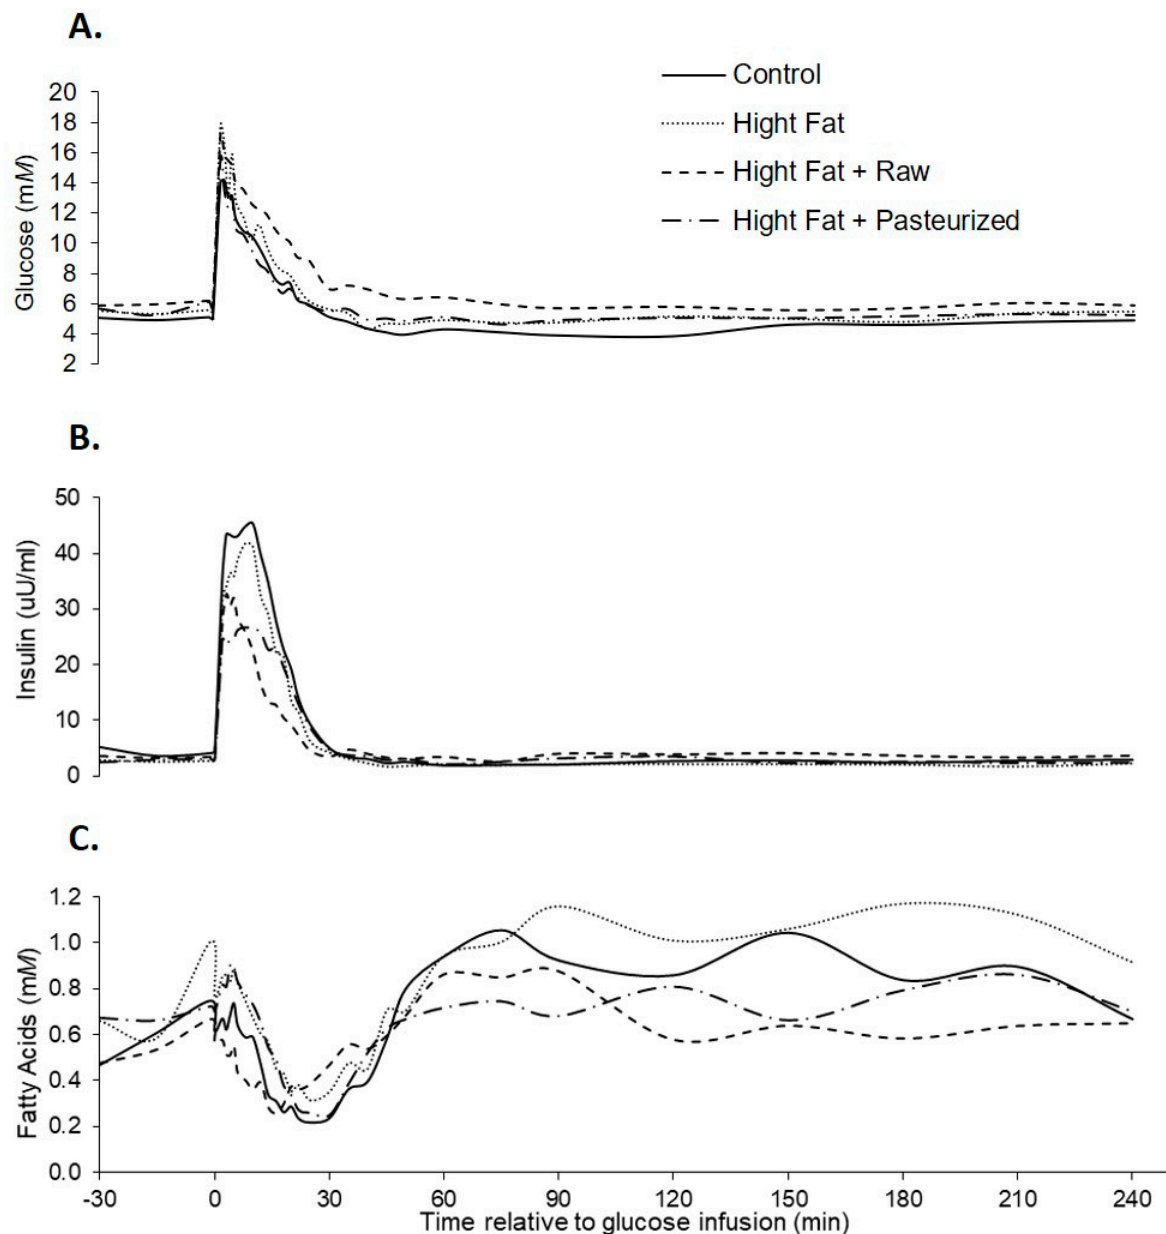 A.
Control
Hight Fat
Hight Fat + Raw
Hight Fat + Pasteurized
Glucose (mM)
20
18
16
14
12
10
8
6
4
2
B.
Insulin (uU/ml)
50
40
30
20
10
0
C.
Fatty Acids (mM)
1.2
1.0
0.8
0.6
0.4
0.2
0.0
-30 0 30 60 90 120 150 180 210 240
Time relative to glucose infusion (min)